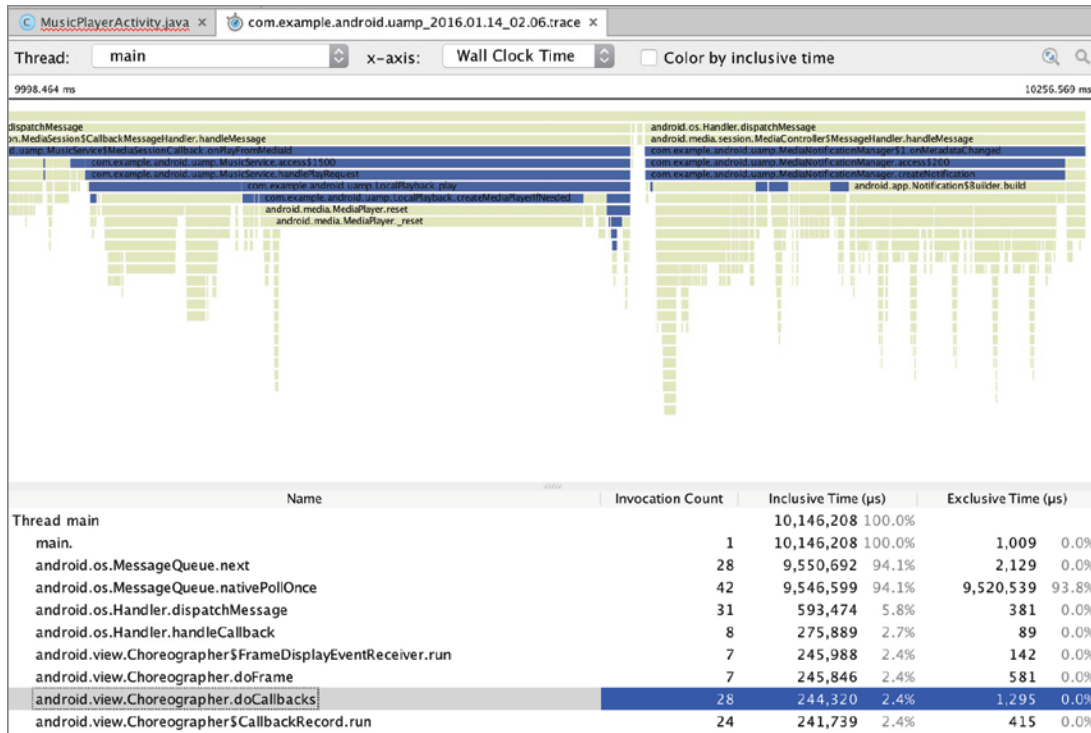 MusicPlayerActivity.java × com.example.android.uamp_2016.01.14_02.06.trace ×
Thread: main x-axis: Wall Clock Time Color by inclusive time
9998.464 ms 10256.569 ms
dispatchMessage android.os.Handler.dispatchMessage
on.MediaSession$CallbackMessageHandler.handleMessage android.media.session.MediaController$MessageHandler.handleMessage
d.uamp.MusicService$MediaSessionCallback.onPlayFromMediaId com.example.android.uamp.MediaNotificationManager$1.onMetadataChanged
com.example.android.uamp.MusicService.access$1500 com.example.android.uamp.MediaNotificationManager.access$200
com.example.android.uamp.MusicService.handlePlayRequest com.example.android.uamp.MediaNotificationManager.createNotification
com.example.android.uamp.LocalPlayback.play android.app.Notification$Builder.build
com.example.android.uamp.LocalPlayback.createMediaPlayerIfNeeded
android.media.MediaPlayer.reset
android.media.MediaPlayer._reset
Name Invocation Count Inclusive Time (µs) Exclusive Time (µs)
Thread main 10,146,208 100.0%
main. 1 10,146,208 100.0% 1,009 0.0%
android.os.MessageQueue.next 28 9,550,692 94.1% 2,129 0.0%
android.os.MessageQueue.nativePollOnce 42 9,546,599 94.1% 9,520,539 93.8%
android.os.Handler.dispatchMessage 31 593,474 5.8% 381 0.0%
android.os.Handler.handleCallback 8 275,889 2.7% 89 0.0%
android.view.Choreographer$FrameDisplayEventReceiver.run 7 245,988 2.4% 142 0.0%
android.view.Choreographer.doFrame 7 245,846 2.4% 581 0.0%
android.view.Choreographer.doCallbacks 28 244,320 2.4% 1,295 0.0%
android.view.Choreographer$CallbackRecord.run 24 241,739 2.4% 415 0.0%